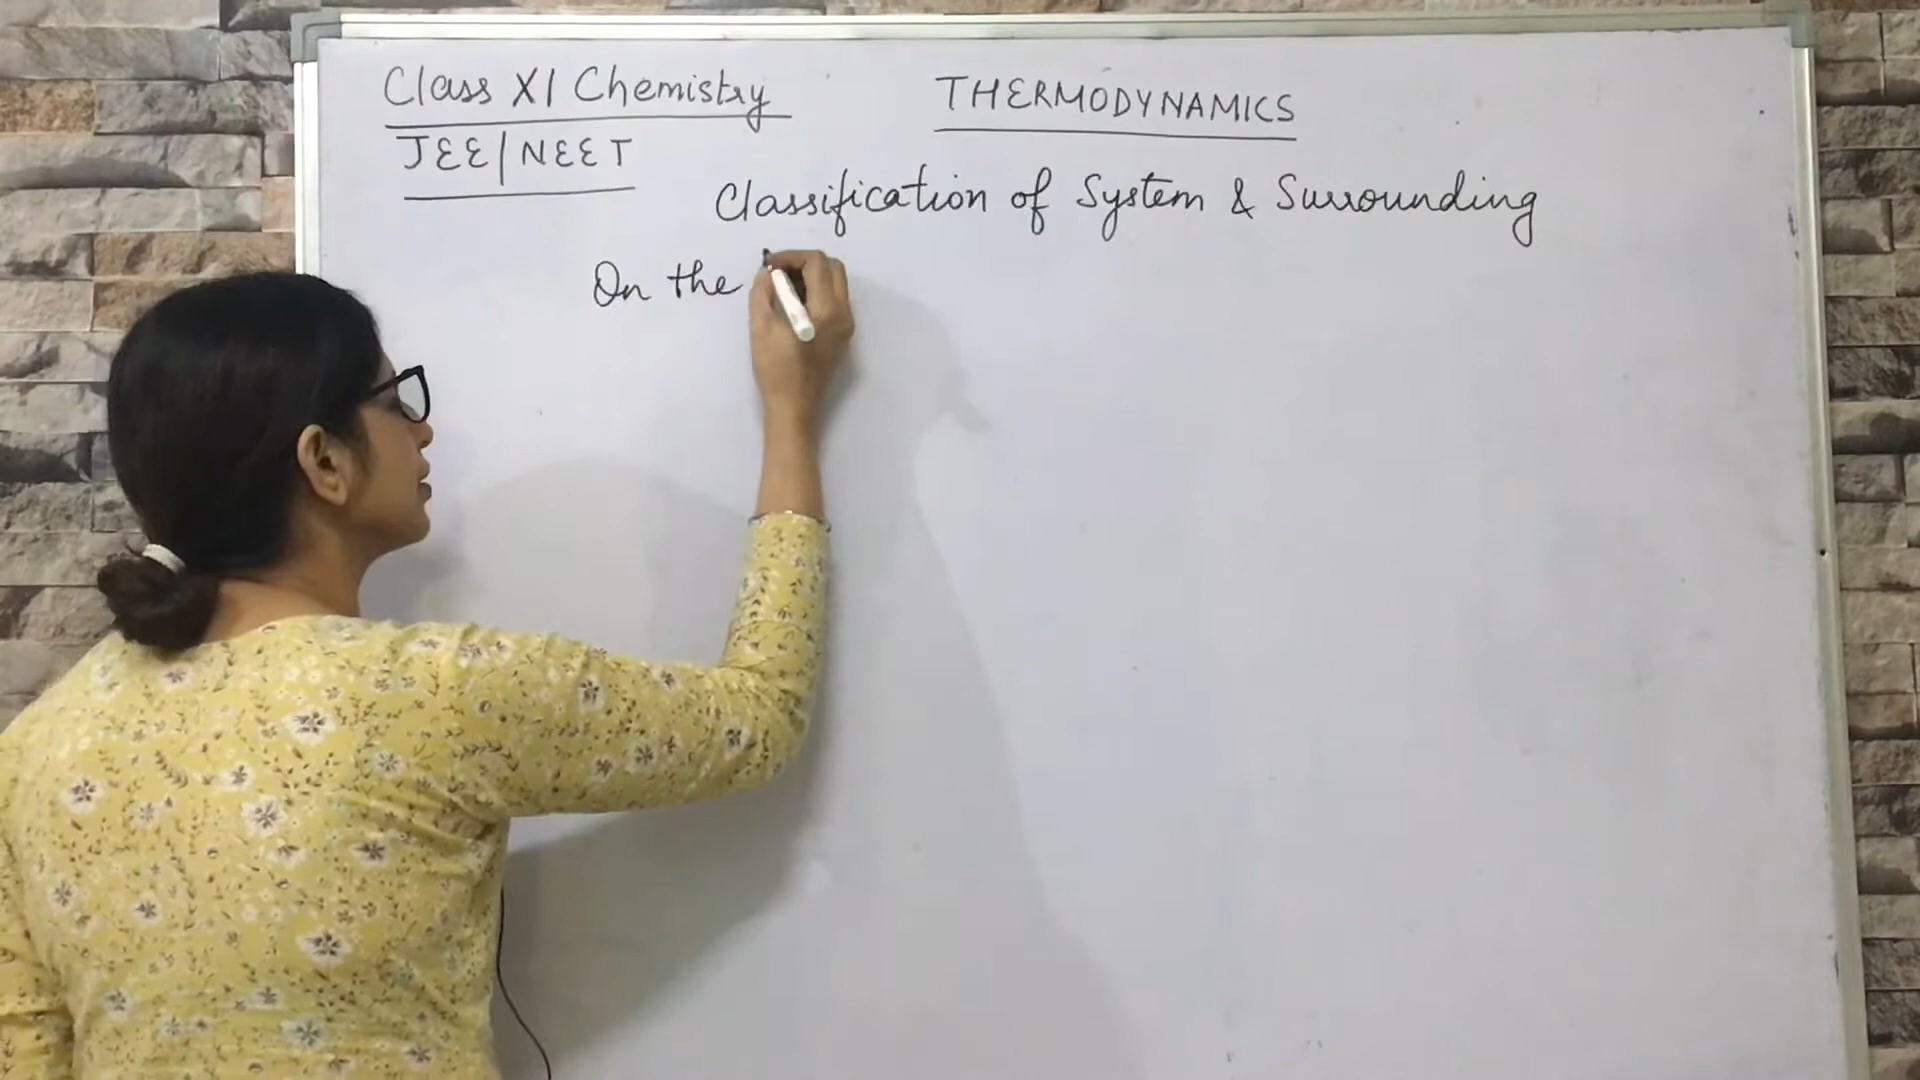 Class XI Chemistry
JEE/NEET
THERMODYNAMICS
Classification of System & Surrounding
On the